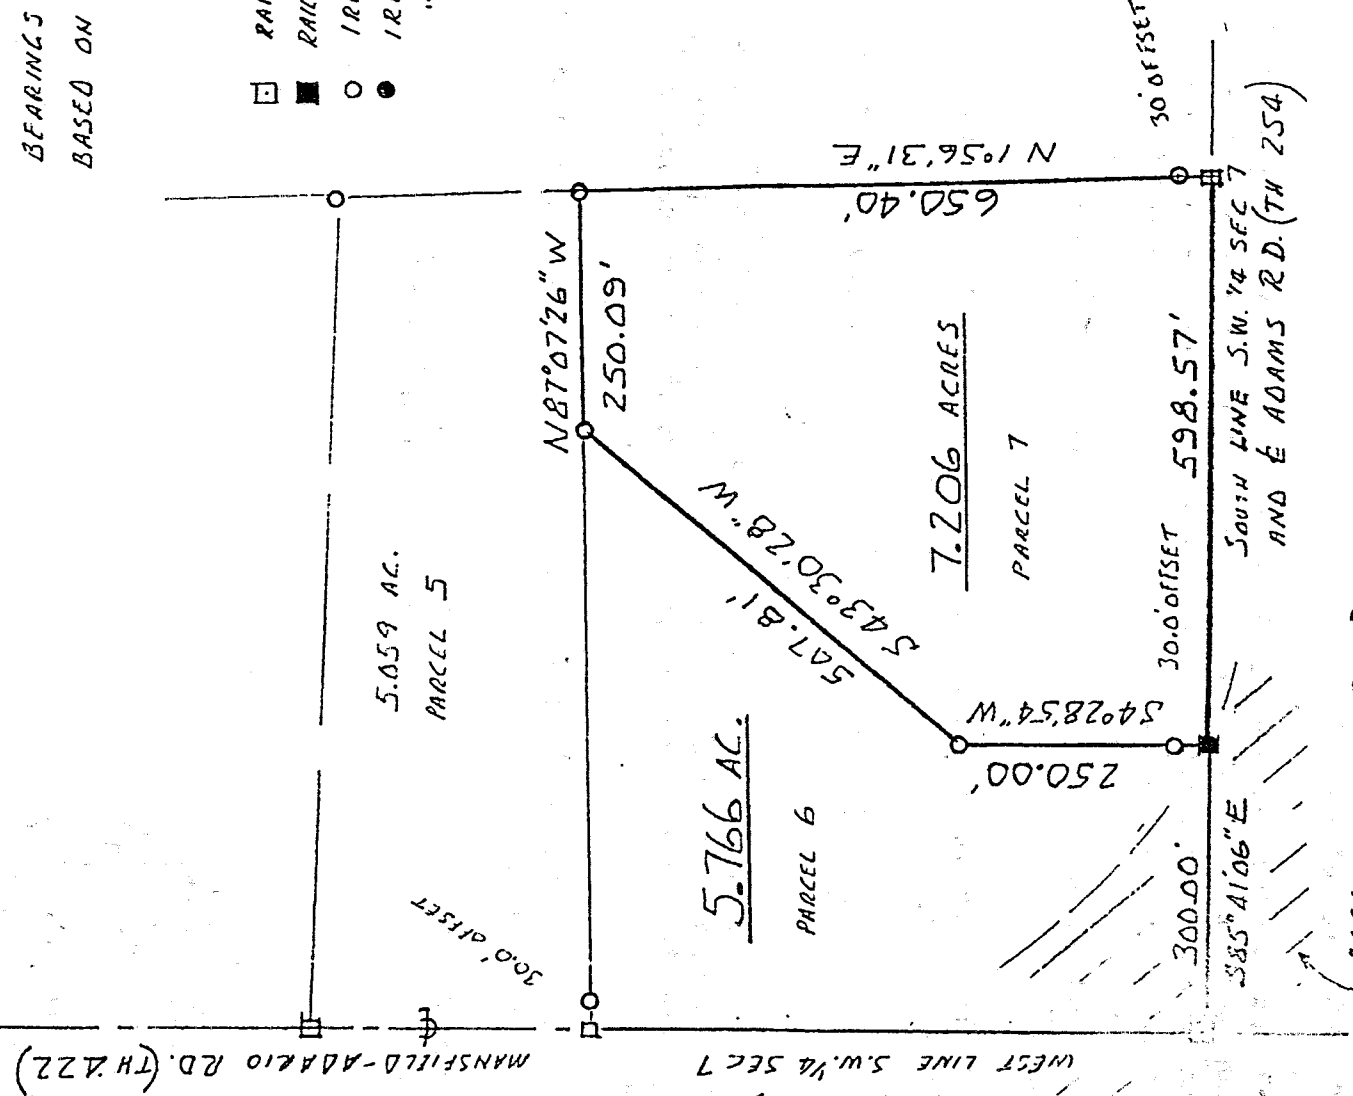 BEARINGS
BASED ON
N 1°56'31" E
650.40'
30' OFFSET
N87°07'26" W
250.09'
5.059 AC.
PARCEL 5
7.206 ACRES
PARCEL 7
S 43°30'28" W
507.81'
598.57'
30.0' OFFSET
SOUTH LINE S.W. 1/4 SEC 7
AND ℄ ADAMS RD. (TH 254)
S4°28'54" W
250.00'
5.766 AC.
PARCEL 6
30.0' OFFSET
300.00'
S85°41'06" E
MANSFIELD-ADARIO RD. (TH 222)
WEST LINE S.W. 1/4 SEC 7